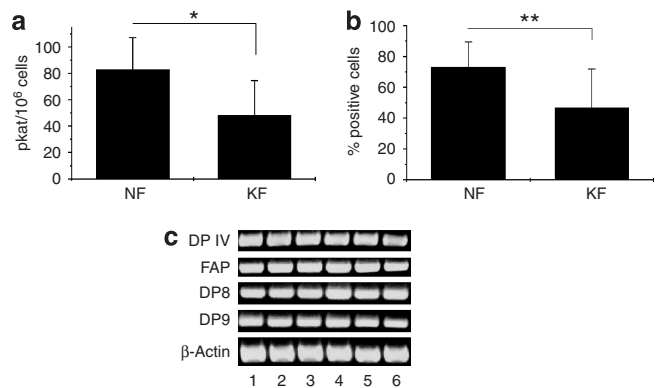 a
*
pkat/10⁶ cells
100
80
60
40
20
0
NF KF
b
**
% positive cells
100
80
60
40
20
0
NF KF
c
DP IV
FAP
DP8
DP9
β-Actin
1 2 3 4 5 6